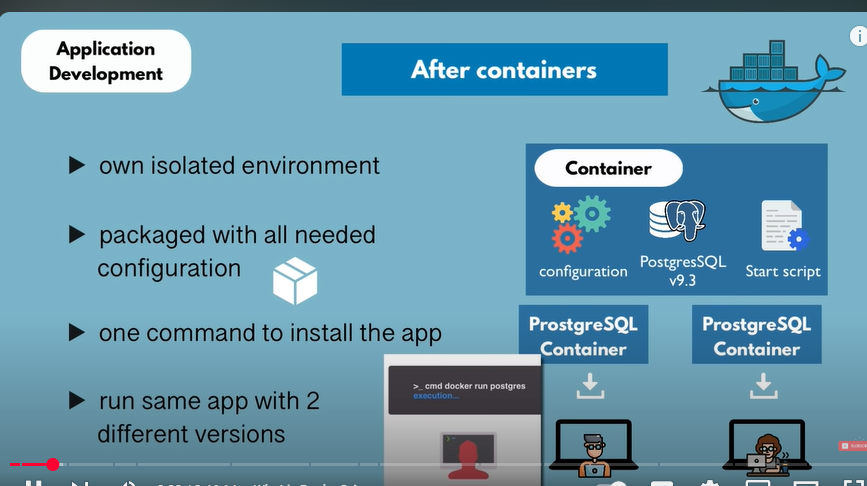 Application
Development
After containers
own isolated environment
packaged with all needed
configuration
one command to install the app
run same app with 2
different versions
Container
configuration
PostgresSQL
v9.3
Start script
ProstgreSQL
Container
ProstgreSQL
Container
>_ cmd docker run postgres
execution...